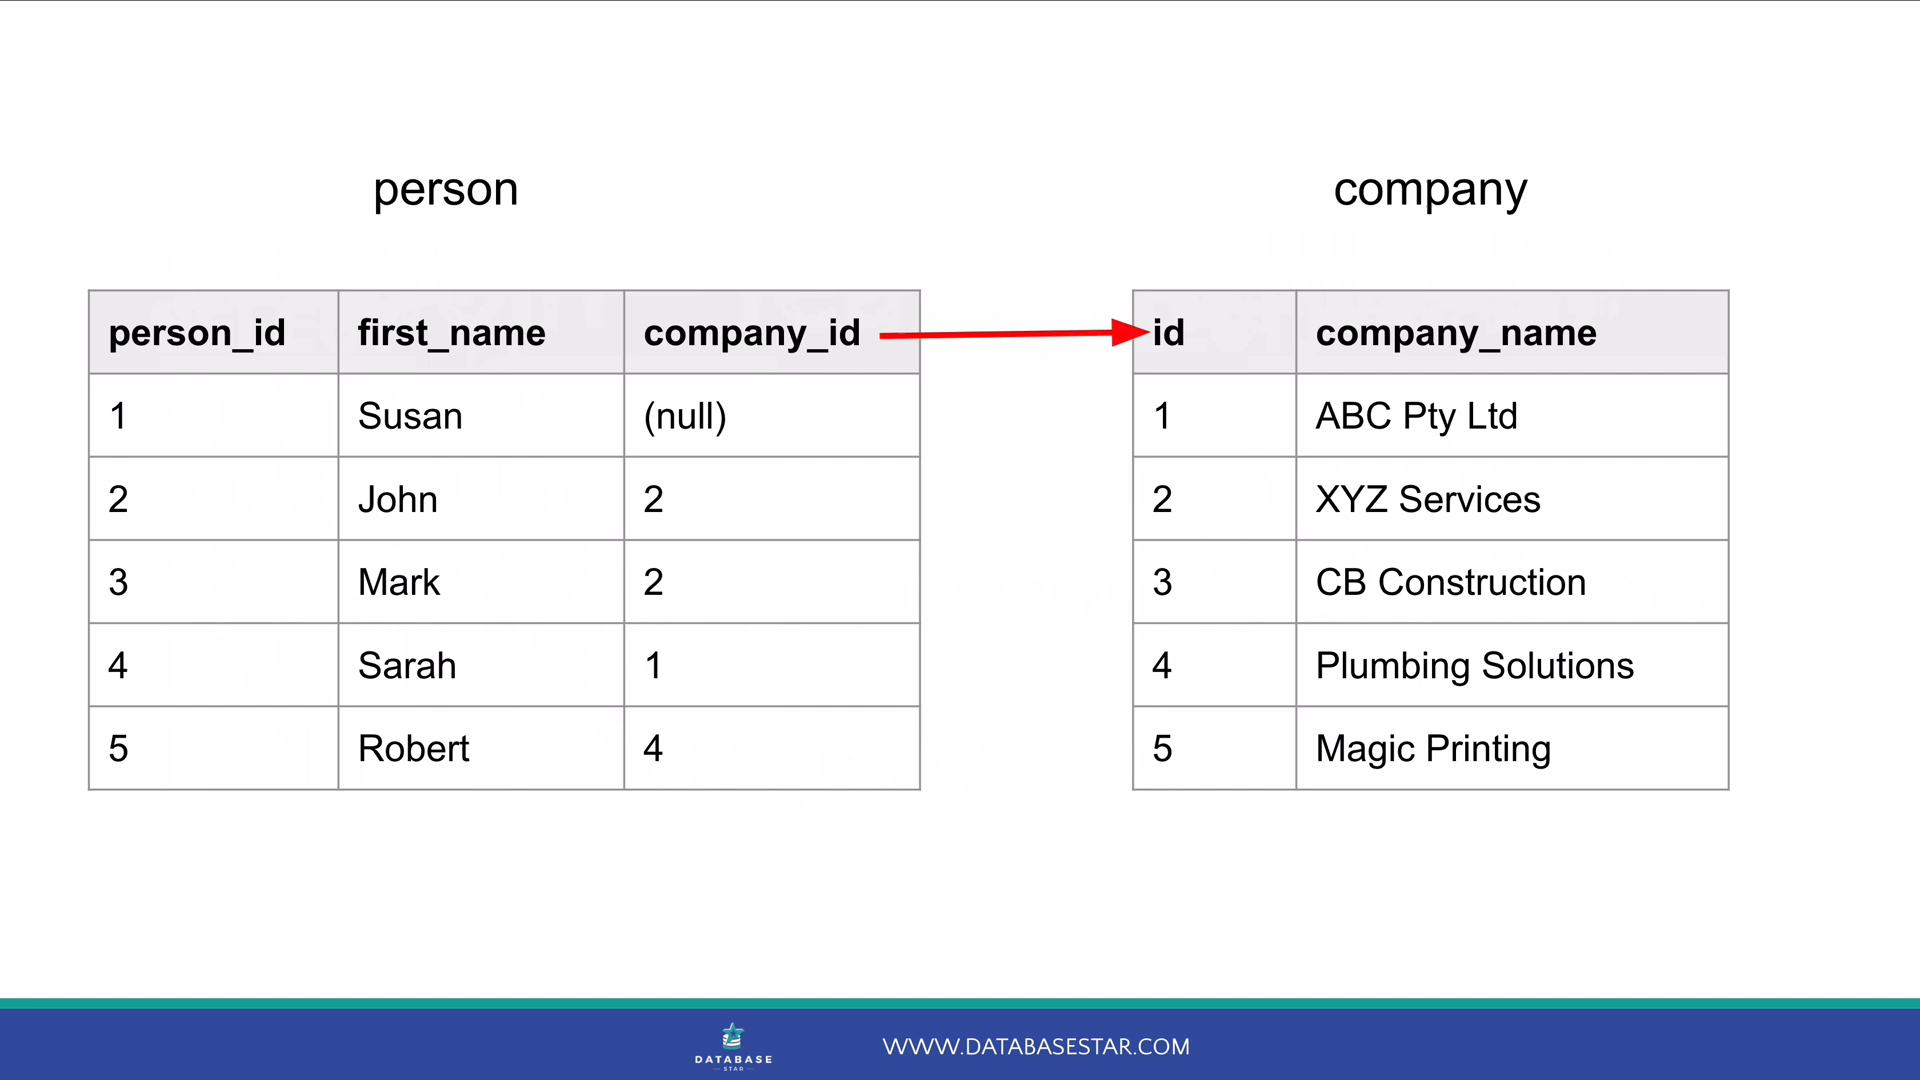 person
company
person_id first_name company_id
id company_name
1 Susan (null)
1 ABC Pty Ltd
2 John 2
2 XYZ Services
3 Mark 2
3 CB Construction
4 Sarah 1
4 Plumbing Solutions
5 Robert 4
5 Magic Printing
DATABASE
STAR
WWW.DATABASESTAR.COM